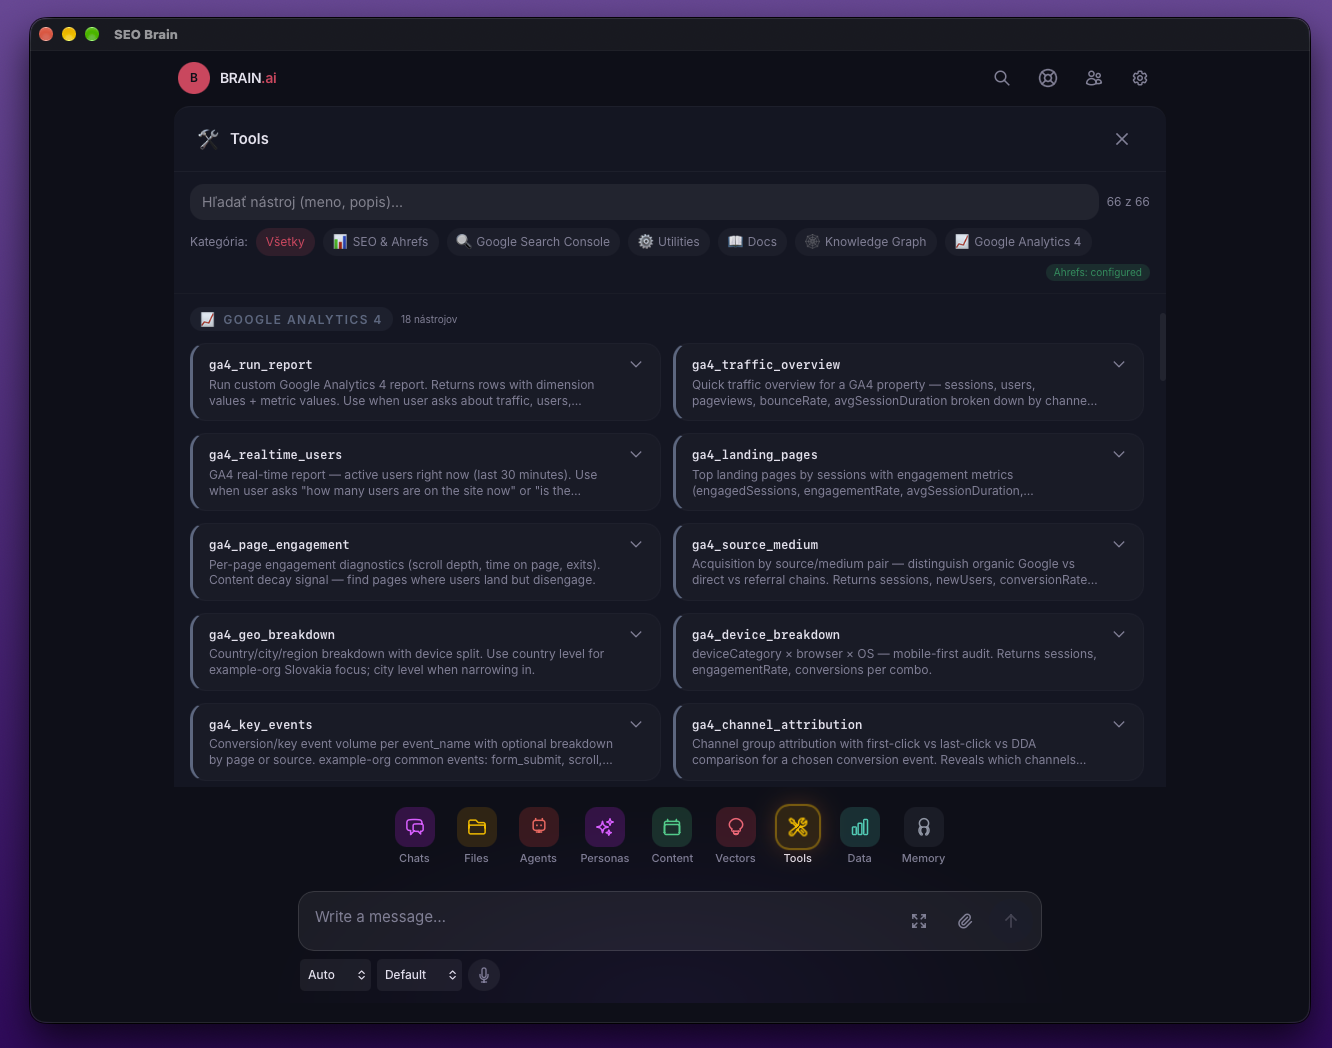 SEO Brain
B BRAIN.ai
Tools
Hľadať nástroj (meno, popis)...
66 z 66
Kategória: Všetky SEO & Ahrefs Google Search Console Utilities Docs Knowledge Graph Google Analytics 4
Ahrefs: configured
GOOGLE ANALYTICS 4 18 nástrojov
ga4_run_report
Run custom Google Analytics 4 report. Returns rows with dimension
values + metric values. Use when user asks about traffic, users,...
ga4_traffic_overview
Quick traffic overview for a GA4 property — sessions, users,
pageviews, bounceRate, avgSessionDuration broken down by channe...
ga4_realtime_users
GA4 real-time report — active users right now (last 30 minutes). Use
when user asks "how many users are on the site now" or "is the...
ga4_landing_pages
Top landing pages by sessions with engagement metrics
(engagedSessions, engagementRate, avgSessionDuration,...
ga4_page_engagement
Per-page engagement diagnostics (scroll depth, time on page, exits).
Content decay signal — find pages where users land but disengage.
ga4_source_medium
Acquisition by source/medium pair — distinguish organic Google vs
direct vs referral chains. Returns sessions, newUsers, conversionRate...
ga4_geo_breakdown
Country/city/region breakdown with device split. Use country level for
example-org Slovakia focus; city level when narrowing in.
ga4_device_breakdown
deviceCategory × browser × OS — mobile-first audit. Returns sessions,
engagementRate, conversions per combo.
ga4_key_events
Conversion/key event volume per event_name with optional breakdown
by page or source. example-org common events: form_submit, scroll,...
ga4_channel_attribution
Channel group attribution with first-click vs last-click vs DDA
comparison for a chosen conversion event. Reveals which channels...
Chats Files Agents Personas Content Vectors Tools Data Memory
Write a message...
Auto Default